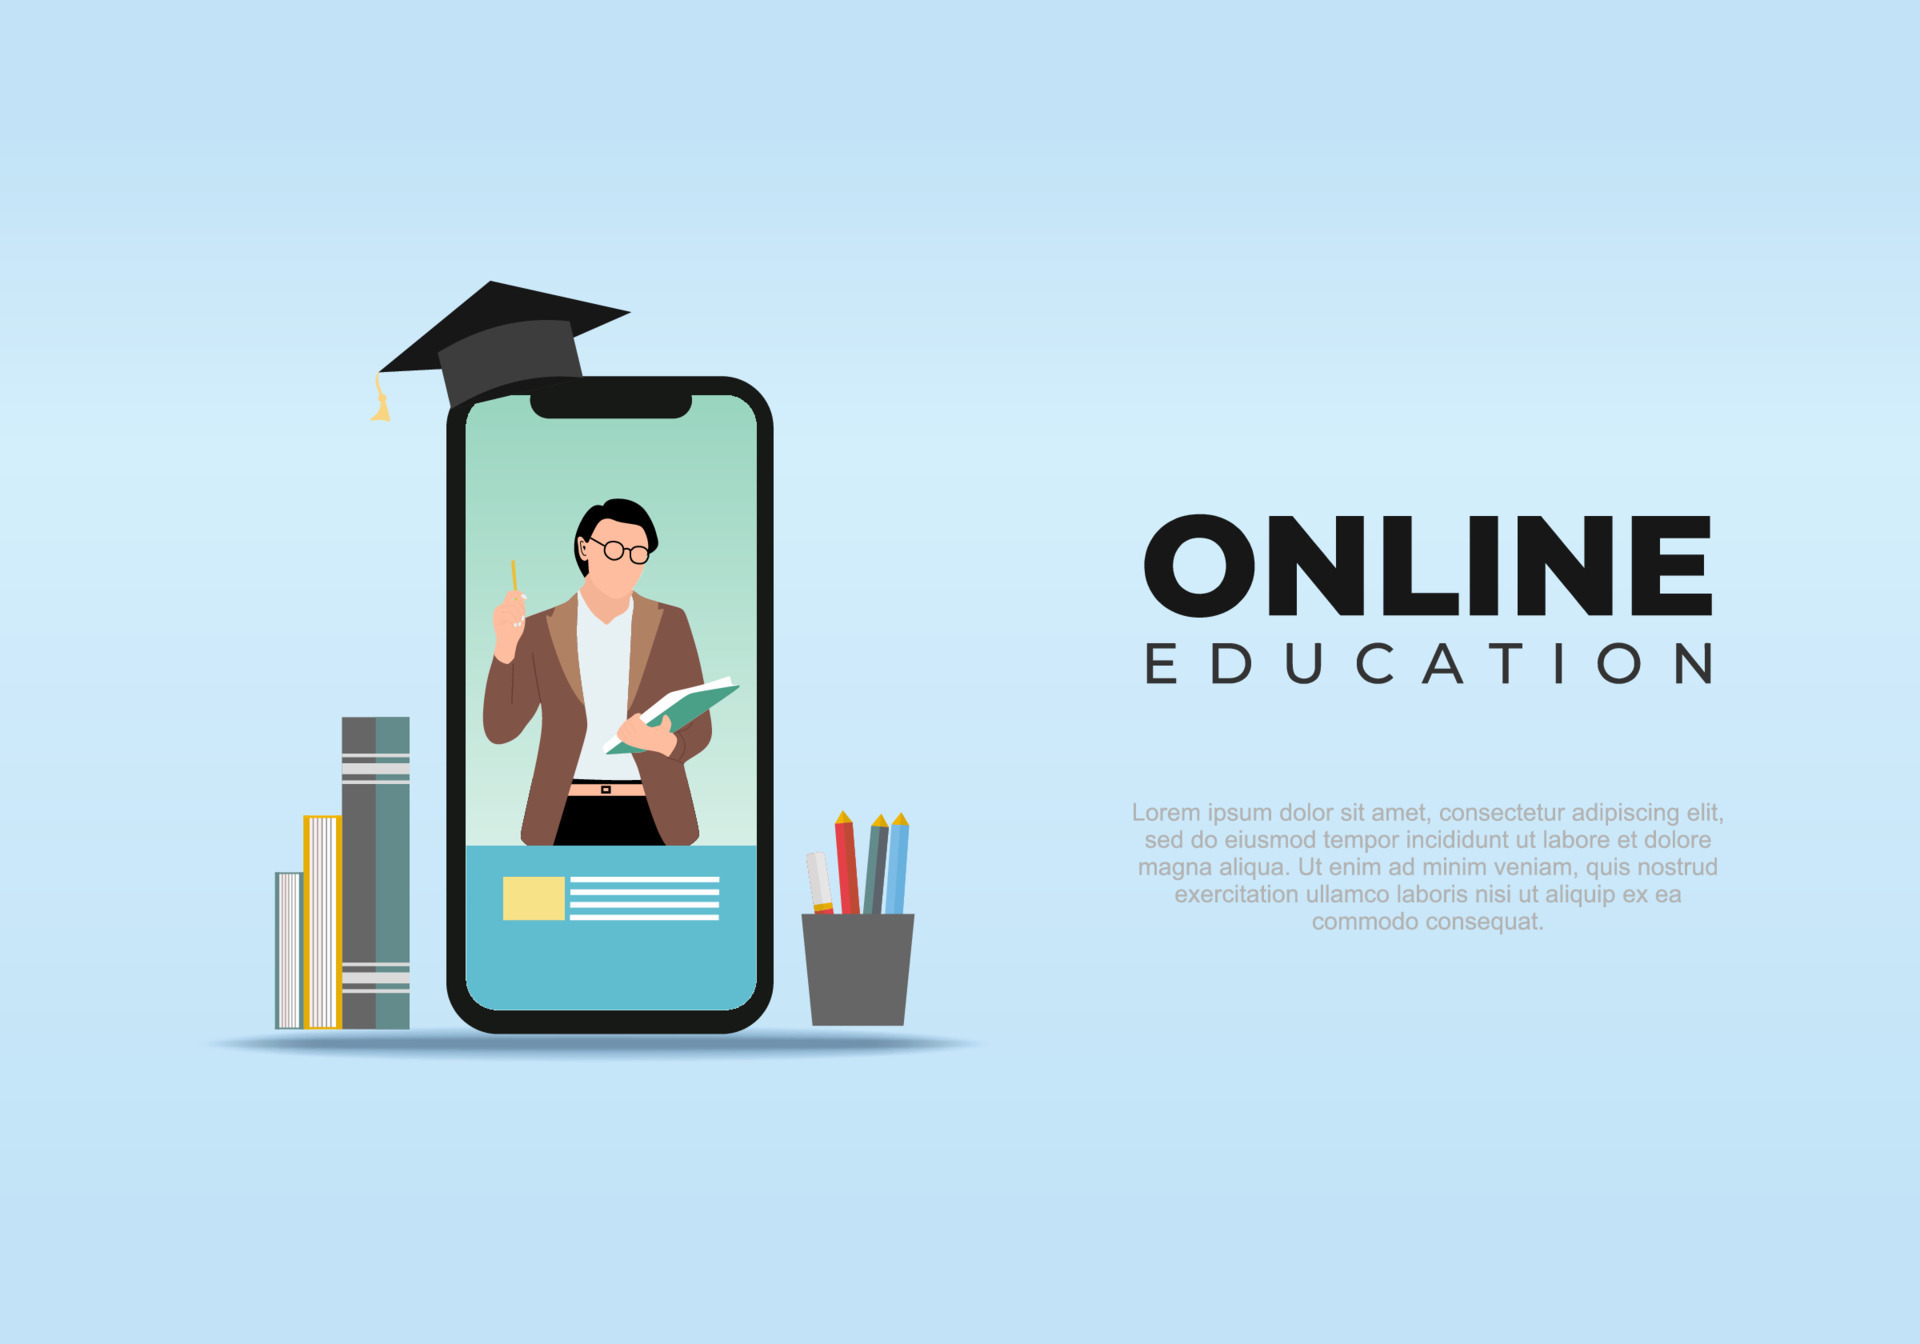 ONLINE
EDUCATION
Lorem ipsum dolor sit amet, consectetur adipiscing elit,
sed do eiusmod tempor incididunt ut labore et dolore
magna aliqua. Ut enim ad minim veniam, quis nostrud
exercitation ullamco laboris nisi ut aliquip ex ea
commodo consequat.